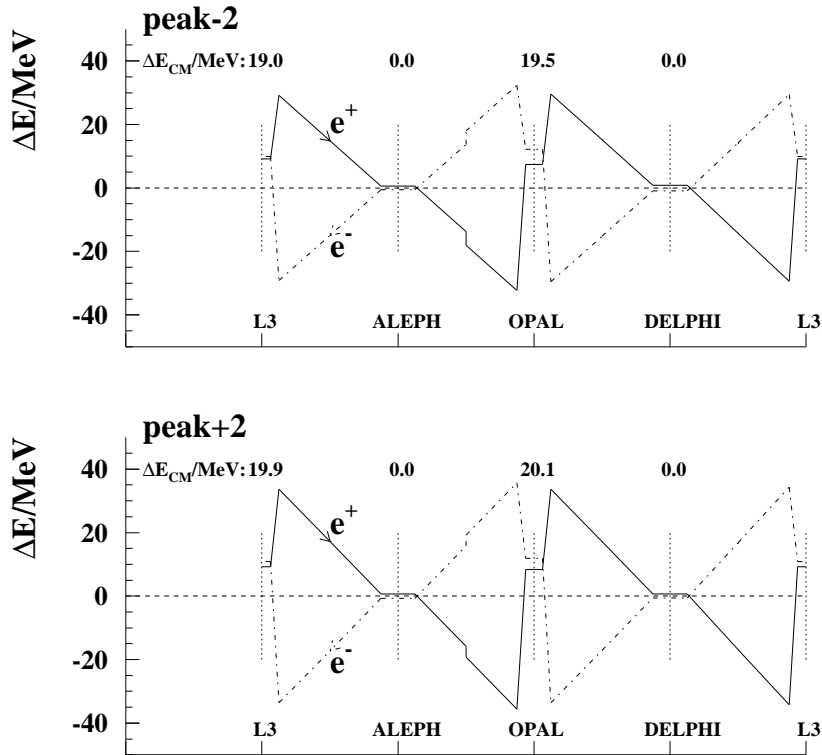 peak-2
ΔE/MeV
ΔE_CM/MeV: 19.0 0.0 19.5 0.0
40
20
0
-20
-40
e+
e-
L3 ALEPH OPAL DELPHI L3
peak+2
ΔE/MeV
ΔE_CM/MeV: 19.9 0.0 20.1 0.0
40
20
0
-20
-40
e+
e-
L3 ALEPH OPAL DELPHI L3